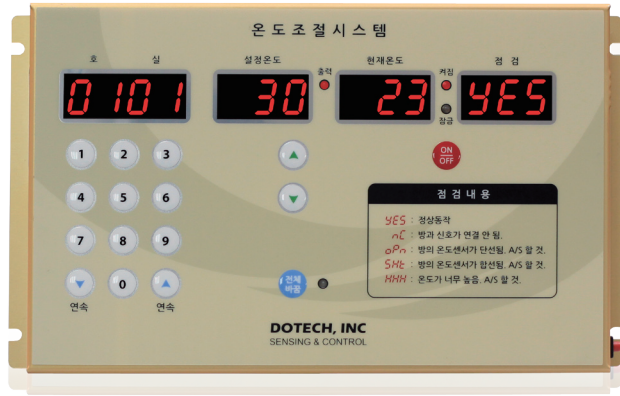 온도조절시스템
호 실
설정온도
출력
현재온도
켜짐
점 검
0101
30
23
YES
잠금
1 2 3
ON
OFF
4 5 6
점검내용
YES : 정상동작
nC : 방과 신호가 연결 안 됨.
oPn : 방의 온도센서가 단선됨. A/S 할 것.
SHt : 방의 온도센서가 합선됨. A/S 할 것.
HHH : 온도가 너무 높음. A/S 할 것.
7 8 9
0
전체
바꿈
연속 연속
DOTECH, INC
SENSING & CONTROL